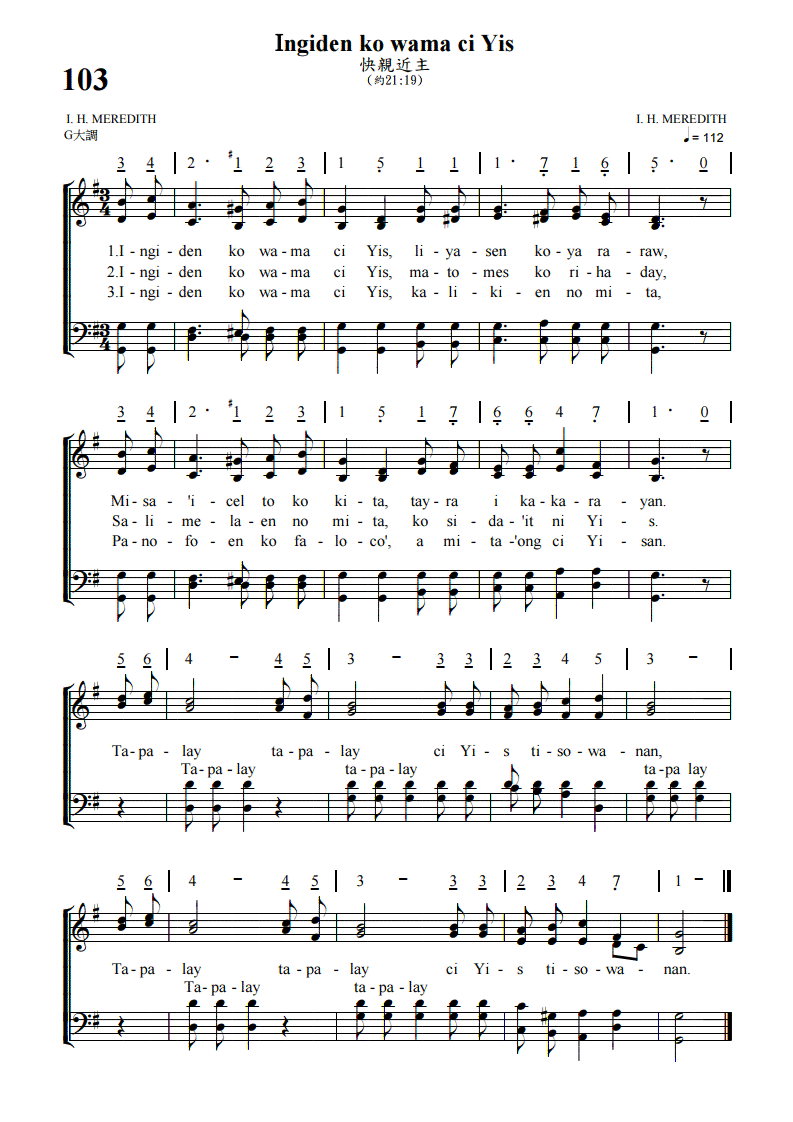 Ingiden ko wama ci Yis
快親近主
(約21:19)
103
I. H. MEREDITH I. H. MEREDITH
G大調 ♩= 112
3 4 | 2 · #1 2 3 | 1 5 1 1 | 1 · 7 1 6 | 5 · 0 |
1.I - ngi - den ko wa - ma ci Yis, li - ya - sen ko - ya ra - raw,
2.I - ngi - den ko wa - ma ci Yis, ma - to - mes ko ri - ha - day,
3.I - ngi - den ko wa - ma ci Yis, ka - li - ki - en no mi - ta,
3 4 | 2 · #1 2 3 | 1 5 1 7 | 6 6 4 7 | 1 · 0 |
Mi - sa - 'i - cel to ko ki - ta, tay - ra i ka - ka - ra - yan.
Sa - li - me - la - en no mi - ta, ko si - da - 'it ni Yi - s.
Pa - no - fo - en ko fa - lo - co', a mi - ta - 'ong ci Yi - san.
5 6 | 4 - 4 5 | 3 - 3 3 | 2 3 4 5 | 3 - |
Ta - pa - lay ta - pa - lay ci Yi - s ti - so - wa - nan,
Ta - pa - lay ta - pa - lay ta - pa - lay
5 6 | 4 - 4 5 | 3 - 3 3 | 2 3 4 7 | 1 - ‖
Ta - pa - lay ta - pa - lay ci Yi - s ti - so - wa - nan.
Ta - pa - lay ta - pa - lay